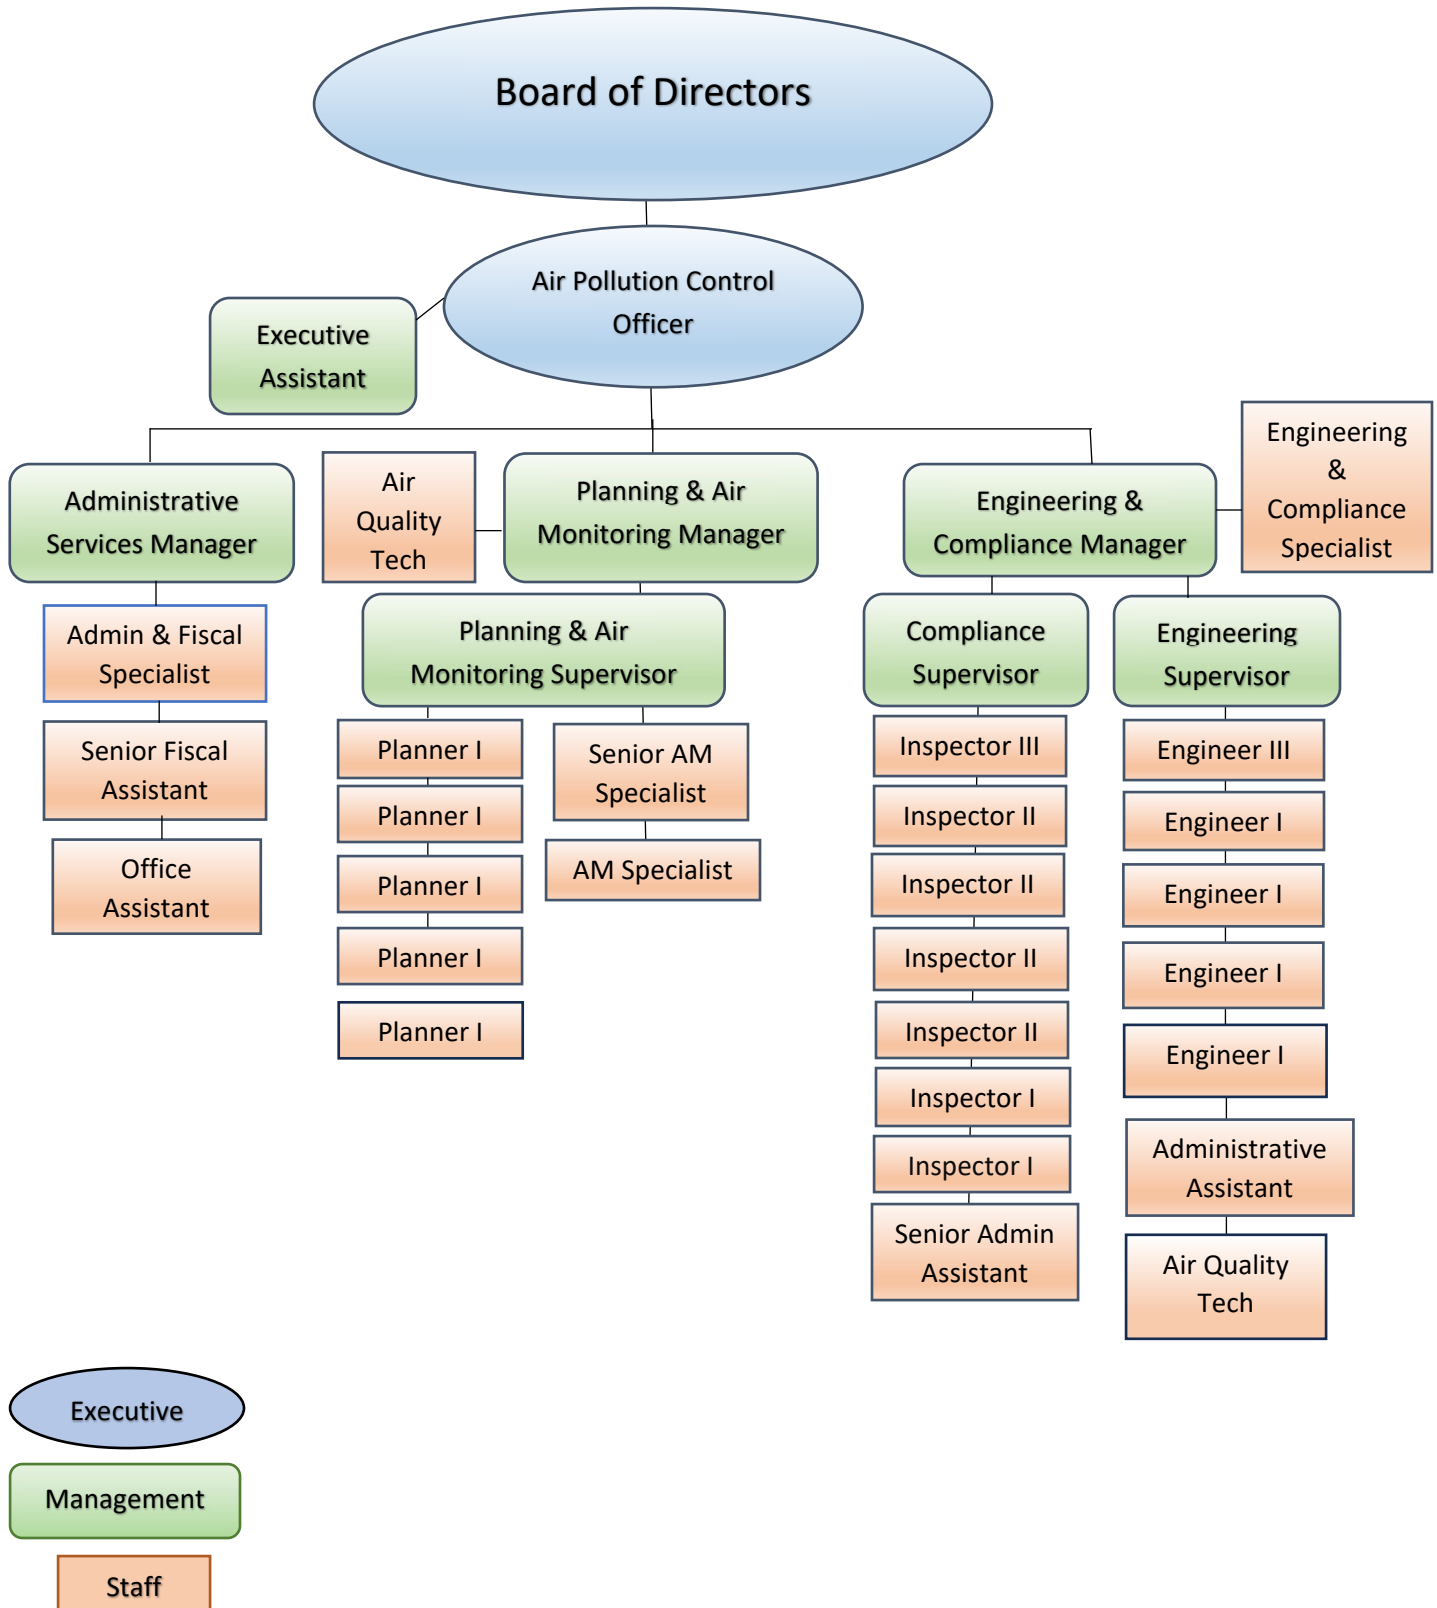 Board of Directors
Air Pollution Control
Officer
Executive
Assistant
Administrative
Services Manager
Admin & Fiscal
Specialist
Senior Fiscal
Assistant
Office
Assistant
Air
Quality
Tech
Planning & Air
Monitoring Manager
Planning & Air
Monitoring Supervisor
Planner I
Planner I
Planner I
Planner I
Planner I
Senior AM
Specialist
AM Specialist
Engineering &
Compliance Manager
Engineering
&
Compliance
Specialist
Compliance
Supervisor
Inspector III
Inspector II
Inspector II
Inspector II
Inspector II
Inspector I
Inspector I
Senior Admin
Assistant
Engineering
Supervisor
Engineer III
Engineer I
Engineer I
Engineer I
Engineer I
Administrative
Assistant
Air Quality
Tech
Executive
Management
Staff